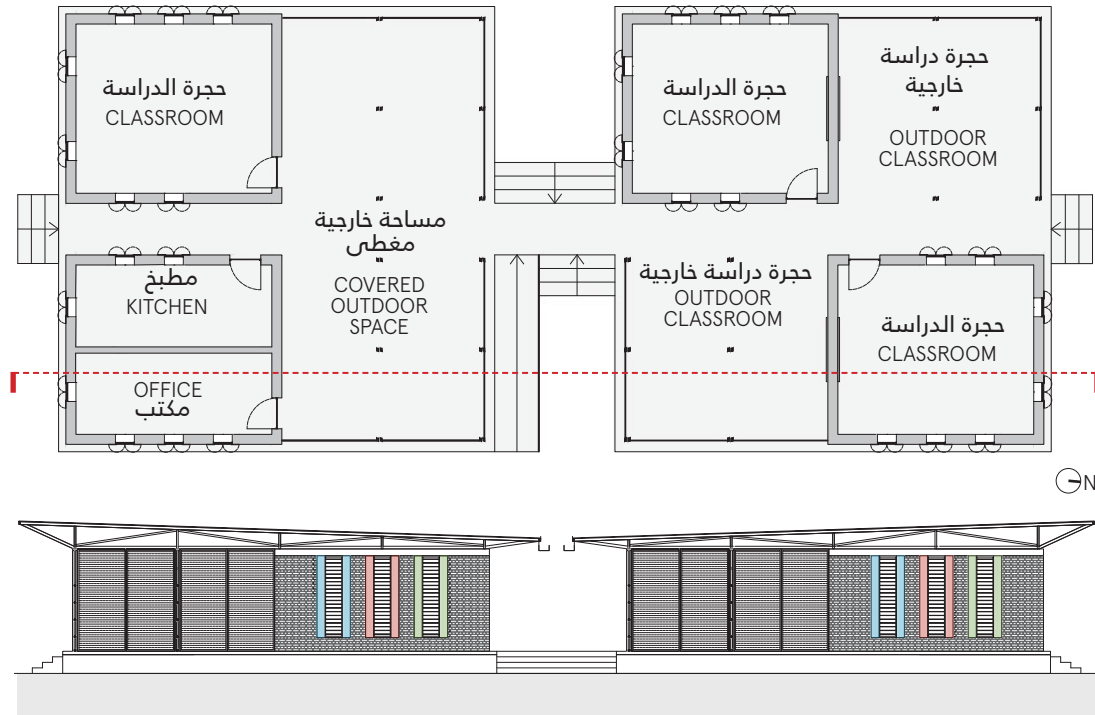 حجرة الدراسة
CLASSROOM
حجرة الدراسة
CLASSROOM
حجرة دراسة
خارجية
OUTDOOR
CLASSROOM
مساحة خارجية
مغطى
COVERED
OUTDOOR
SPACE
مطبخ
KITCHEN
OFFICE
مكتب
حجرة دراسة خارجية
OUTDOOR
CLASSROOM
حجرة الدراسة
CLASSROOM
N